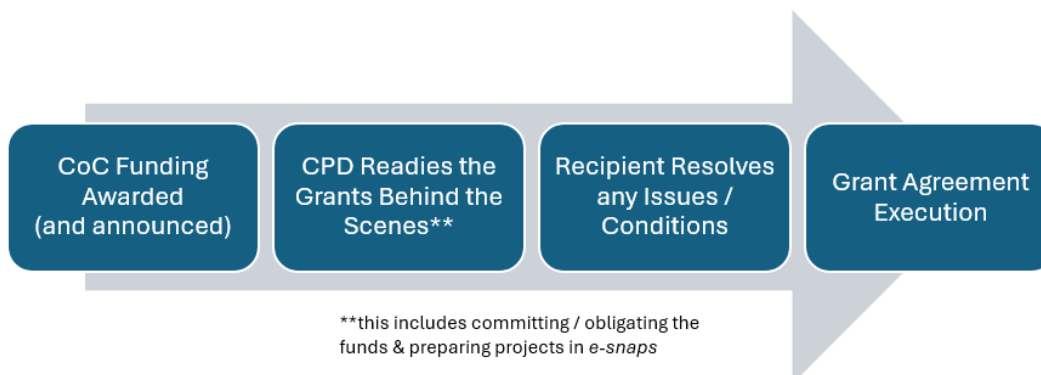 CoC Funding
Awarded
(and announced)
CPD Readies the
Grants Behind the
Scenes**
Recipient Resolves
any Issues /
Conditions
Grant Agreement
Execution
**this includes committing / obligating the
funds & preparing projects in e-snaps